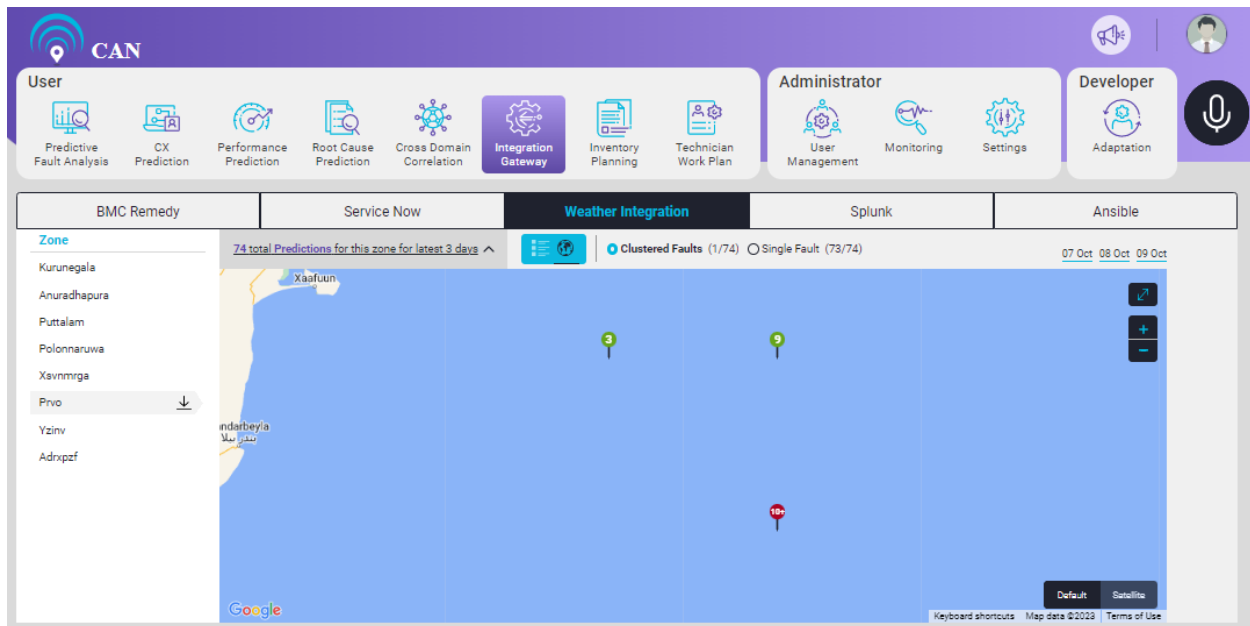 CAN
User
Predictive
Fault Analysis
CX
Prediction
Performance
Prediction
Root Cause
Prediction
Cross Domain
Correlation
Integration
Gateway
Inventory
Planning
Technician
Work Plan
Administrator
User
Management
Monitoring
Settings
Developer
Adaptation
BMC Remedy
Service Now
Weather Integration
Splunk
Ansible
Zone
Kurunegala
Anuradhapura
Puttalam
Polonnaruwa
Xsvnmrga
Prvo
Yzinv
Adrxpzf
74 total Predictions for this zone for latest 3 days
Clustered Faults (1/74)
Single Fault (73/74)
07 Oct 08 Oct 09 Oct
Xaafuun
3
9
+
−
ndarbeyla
بندر بيلا
10+
Google
Default
Satellite
Keyboard shortcuts
Map data ©2023
Terms of Use